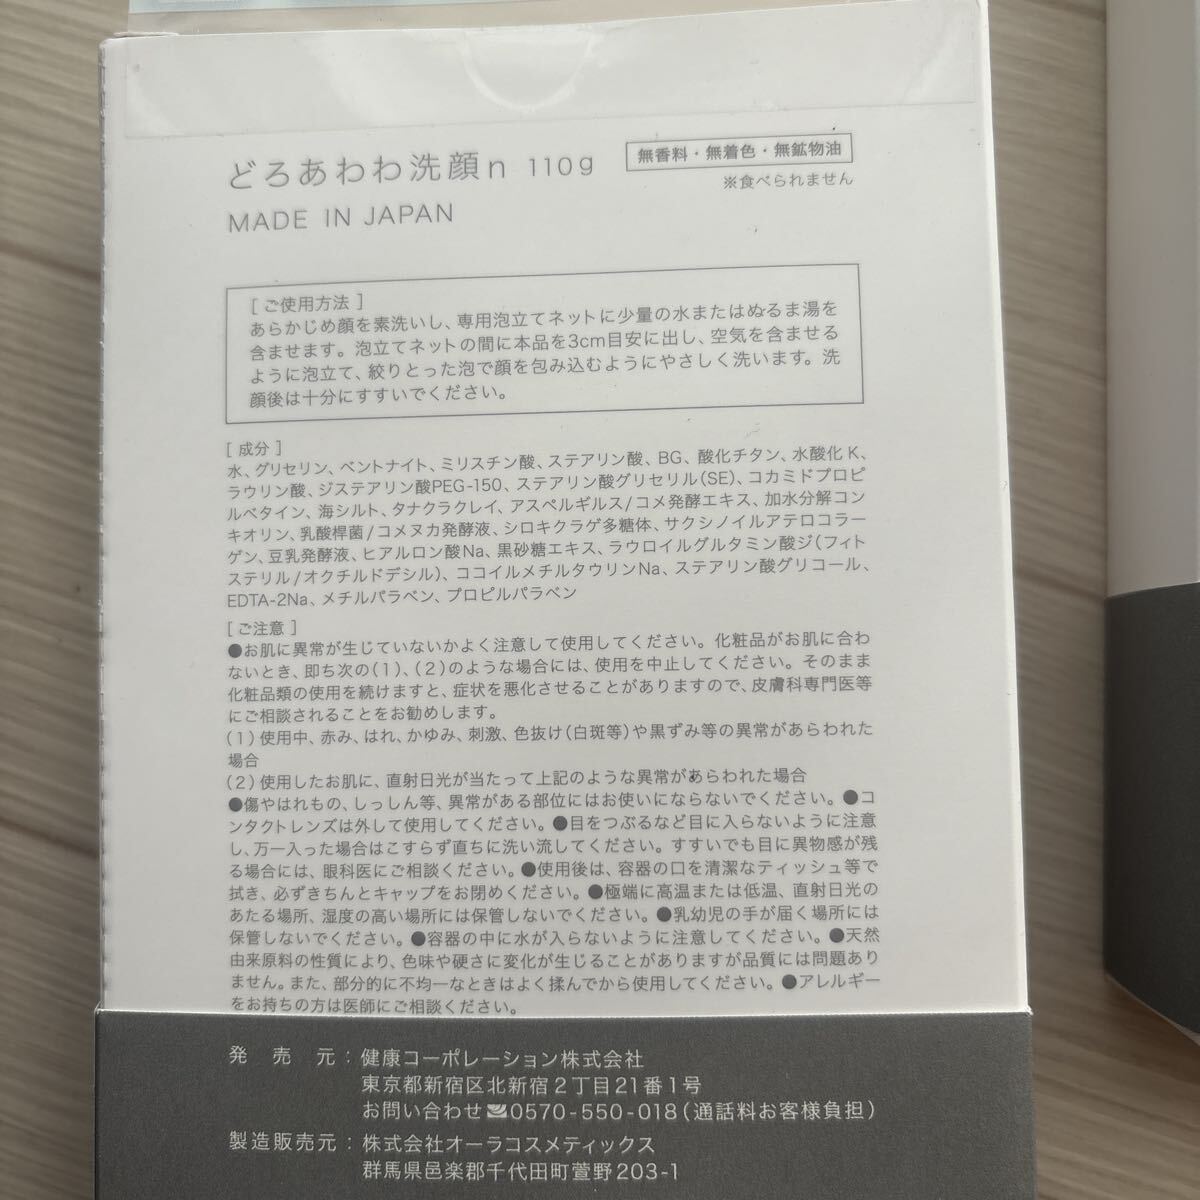 どろあわわ洗顔n 110g
無香料・無着色・無鉱物油
※食べられません
MADE IN JAPAN
[ ご使用方法 ]
あらかじめ顔を素洗いし、専用泡立てネットに少量の水またはぬるま湯を
含ませます。泡立てネットの間に本品を3cm目安に出し、空気を含ませる
ように泡立て、絞りとった泡で顔を包み込むようにやさしく洗います。洗
顔後は十分にすすいでください。
[ 成分 ]
水、グリセリン、ベントナイト、ミリスチン酸、ステアリン酸、BG、酸化チタン、水酸化K、
ラウリン酸、ジステアリン酸PEG-150、ステアリン酸グリセリル(SE)、コカミドプロピ
ルベタイン、海シルト、タナクラクレイ、アスペルギルス/コメ発酵エキス、加水分解コン
キオリン、乳酸桿菌/コメヌカ発酵液、シロキクラゲ多糖体、サクシノイルアテロコラー
ゲン、豆乳発酵液、ヒアルロン酸Na、黒砂糖エキス、ラウロイルグルタミン酸ジ(フィト
ステリル/オクチルドデシル)、ココイルメチルタウリンNa、ステアリン酸グリコール、
EDTA-2Na、メチルパラベン、プロピルパラベン
[ ご注意 ]
●お肌に異常が生じていないかよく注意して使用してください。化粧品がお肌に合わ
ないとき、即ち次の(1)、(2)のような場合には、使用を中止してください。そのまま
化粧品類の使用を続けますと、症状を悪化させることがありますので、皮膚科専門医等
にご相談されることをお勧めします。
(1)使用中、赤み、はれ、かゆみ、刺激、色抜け(白斑等)や黒ずみ等の異常があらわれた
場合
(2)使用したお肌に、直射日光が当たって上記のような異常があらわれた場合
●傷やはれもの、しっしん等、異常がある部位にはお使いにならないでください。●コ
ンタクトレンズは外して使用してください。●目をつぶるなど目に入らないように注意
し、万一入った場合はこすらず直ちに洗い流してください。すすいでも目に異物感が残
る場合には、眼科医にご相談ください。●使用後は、容器の口を清潔なティッシュ等で
拭き、必ずきちんとキャップをお閉めください。●極端に高温または低温、直射日光の
あたる場所、湿度の高い場所には保管しないでください。●乳幼児の手が届く場所には
保管しないでください。●容器の中に水が入らないように注意してください。●天然
由来原料の性質により、色味や硬さに変化が生じることがありますが品質には問題あり
ません。また、部分的に不均一なときはよく揉んでから使用してください。●アレルギー
をお持ちの方は医師にご相談ください。
発 売 元:健康コーポレーション株式会社
東京都新宿区北新宿2丁目21番1号
お問い合わせ 0570-550-018(通話料お客様負担)
製造販売元:株式会社オーラコスメティックス
群馬県邑楽郡千代田町萱野203-1